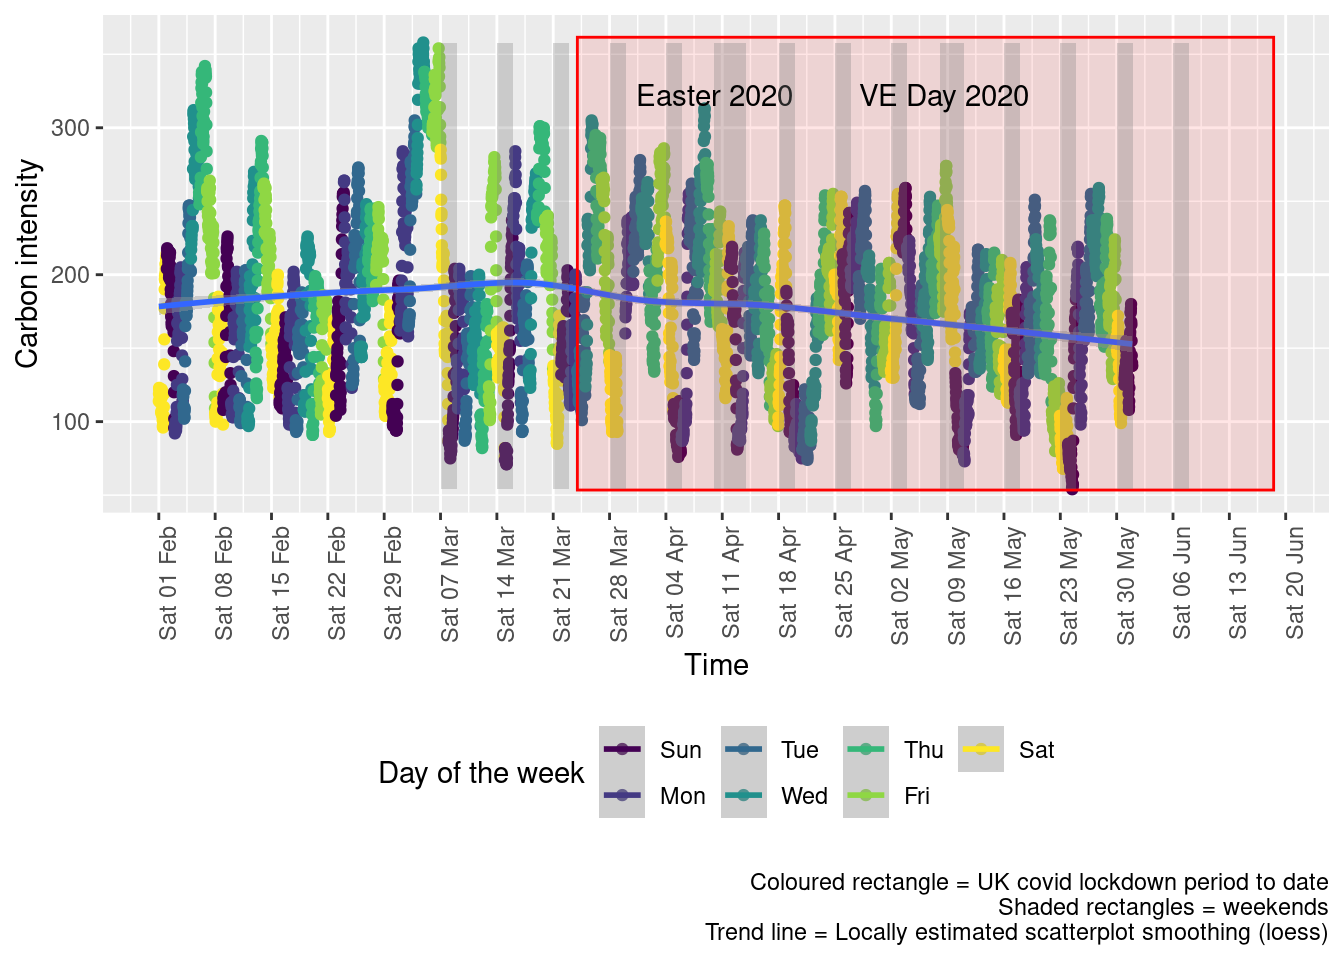 Carbon intensity
300
200
100
Easter 2020
VE Day 2020
Sat 01 Feb
Sat 08 Feb
Sat 15 Feb
Sat 22 Feb
Sat 29 Feb
Sat 07 Mar
Sat 14 Mar
Sat 21 Mar
Sat 28 Mar
Sat 04 Apr
Sat 11 Apr
Sat 18 Apr
Sat 25 Apr
Sat 02 May
Sat 09 May
Sat 16 May
Sat 23 May
Sat 30 May
Sat 06 Jun
Sat 13 Jun
Sat 20 Jun
Time
Day of the week
Sun Tue Thu Sat
Mon Wed Fri
Coloured rectangle = UK covid lockdown period to date
Shaded rectangles = weekends
Trend line = Locally estimated scatterplot smoothing (loess)